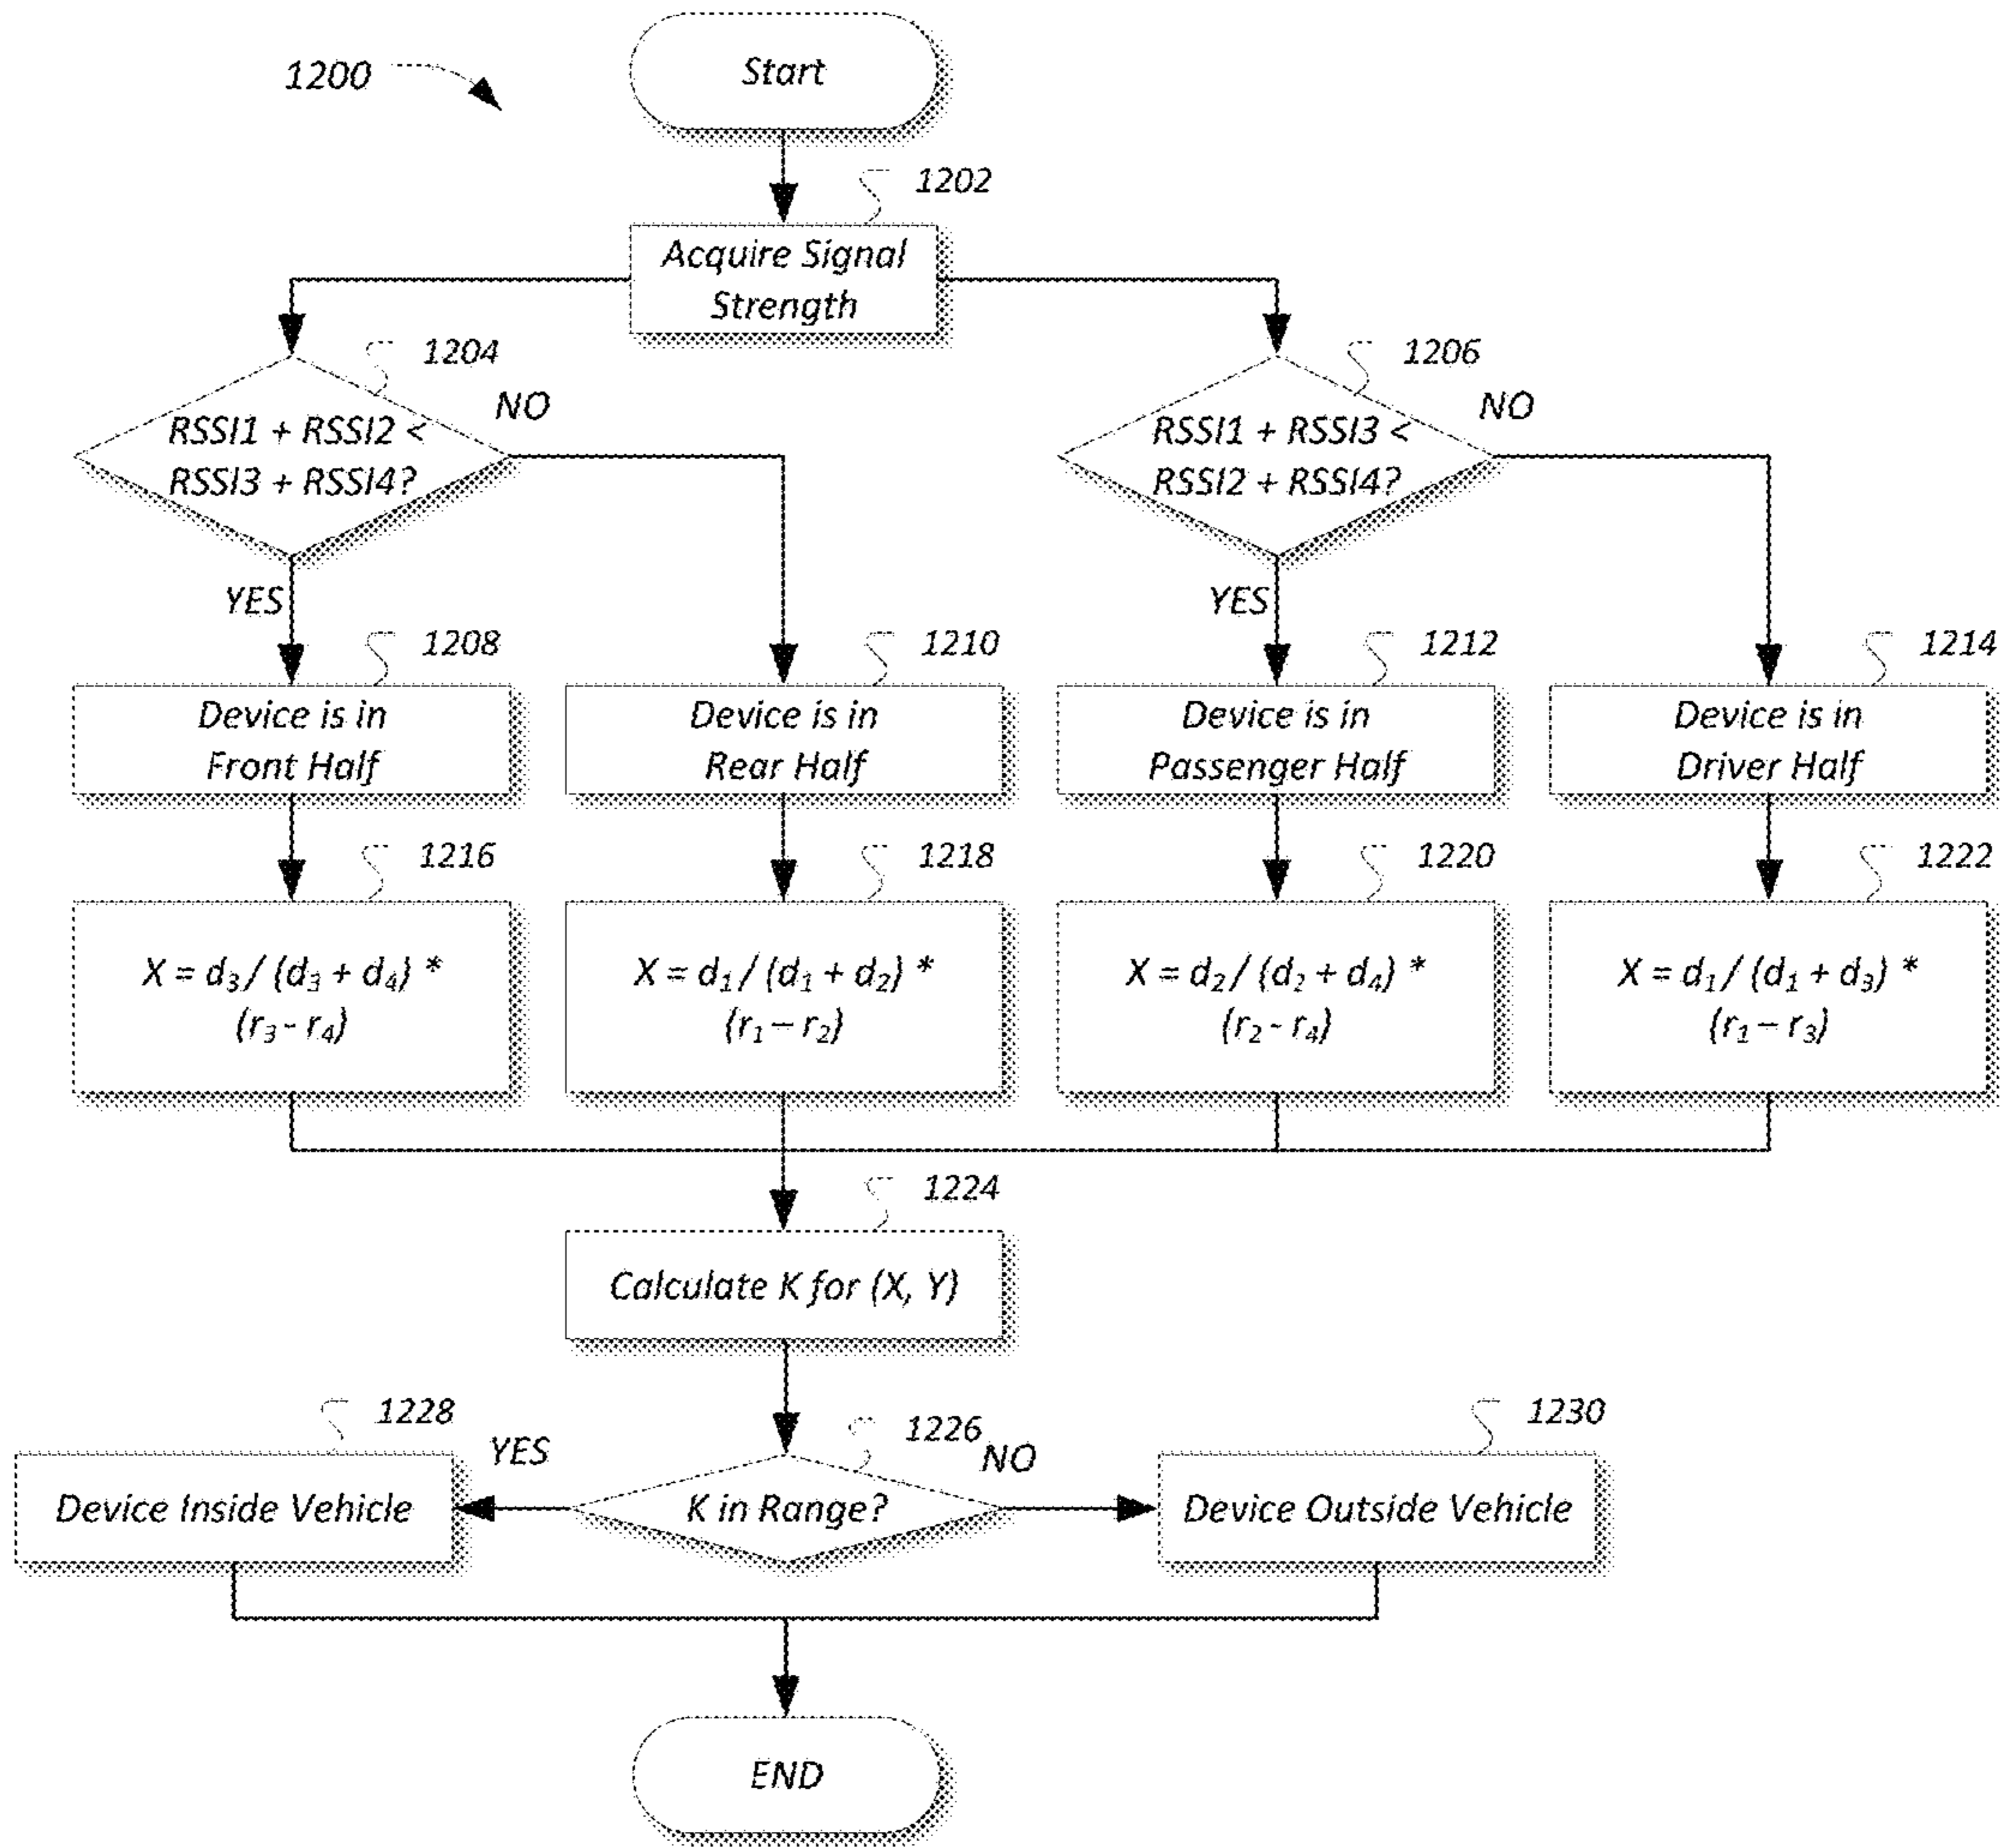 1200
Start
1202
Acquire Signal
Strength
1204
NO
RSSI1 + RSSI2 <
RSSI3 + RSSI4?
YES
1206
NO
RSSI1 + RSSI3 <
RSSI2 + RSSI4?
YES
1208
Device is in
Front Half
1210
Device is in
Rear Half
1212
Device is in
Passenger Half
1214
Device is in
Driver Half
1216
X = d₃ / (d₃ + d₄) *
(r₃ - r₄)
1218
X = d₁ / (d₁ + d₂) *
(r₁ – r₂)
1220
X = d₂ / (d₂ + d₄) *
(r₂ - r₄)
1222
X = d₁ / (d₁ + d₃) *
(r₁ – r₃)
1224
Calculate K for (X, Y)
1228
YES
1226
NO
1230
Device Inside Vehicle
K in Range?
Device Outside Vehicle
END